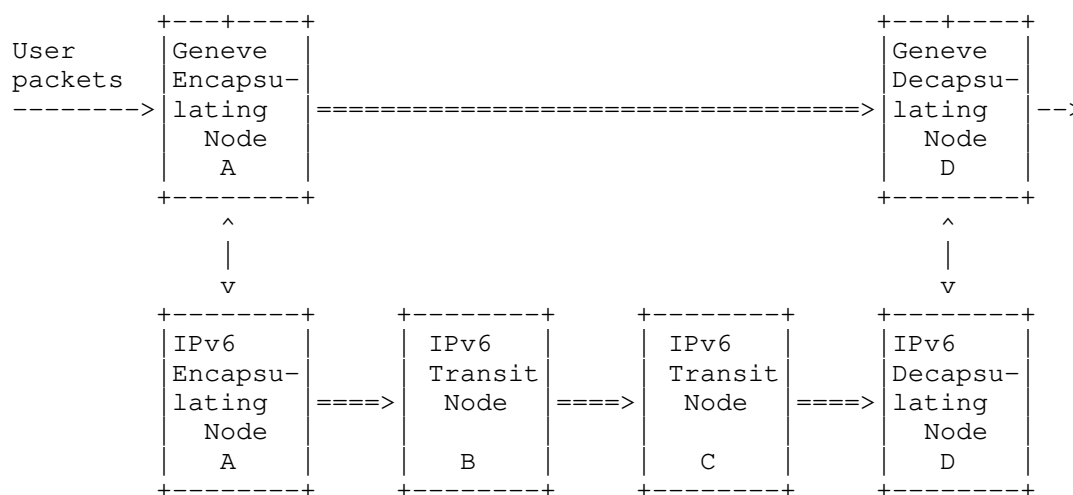 +---+----+                                   +---+----+
User        |Geneve  |                                   |Geneve  |
packets     |Encapsu-|                                   |Decapsu-|
- - - - --->|lating  |==================================>|lating  |-->
            |  Node  |                                   |  Node  |
            |   A    |                                   |   D    |
            +--------+                                   +--------+
                ^                                            ^
                |                                            |
                v                                            v
            +--------+  +--------+  +--------+  +--------+
            |IPv6    |  | IPv6   |  | IPv6   |  |IPv6    |
            |Encapsu-|  | Transit|  | Transit|  |Decapsu-|
            |lating  |====>|  Node  |====>|  Node  |====>|lating  |
            |  Node  |  |        |  |        |  |  Node  |
            |   A    |  |   B    |  |   C    |  |   D    |
            +--------+  +--------+  +--------+  +--------+